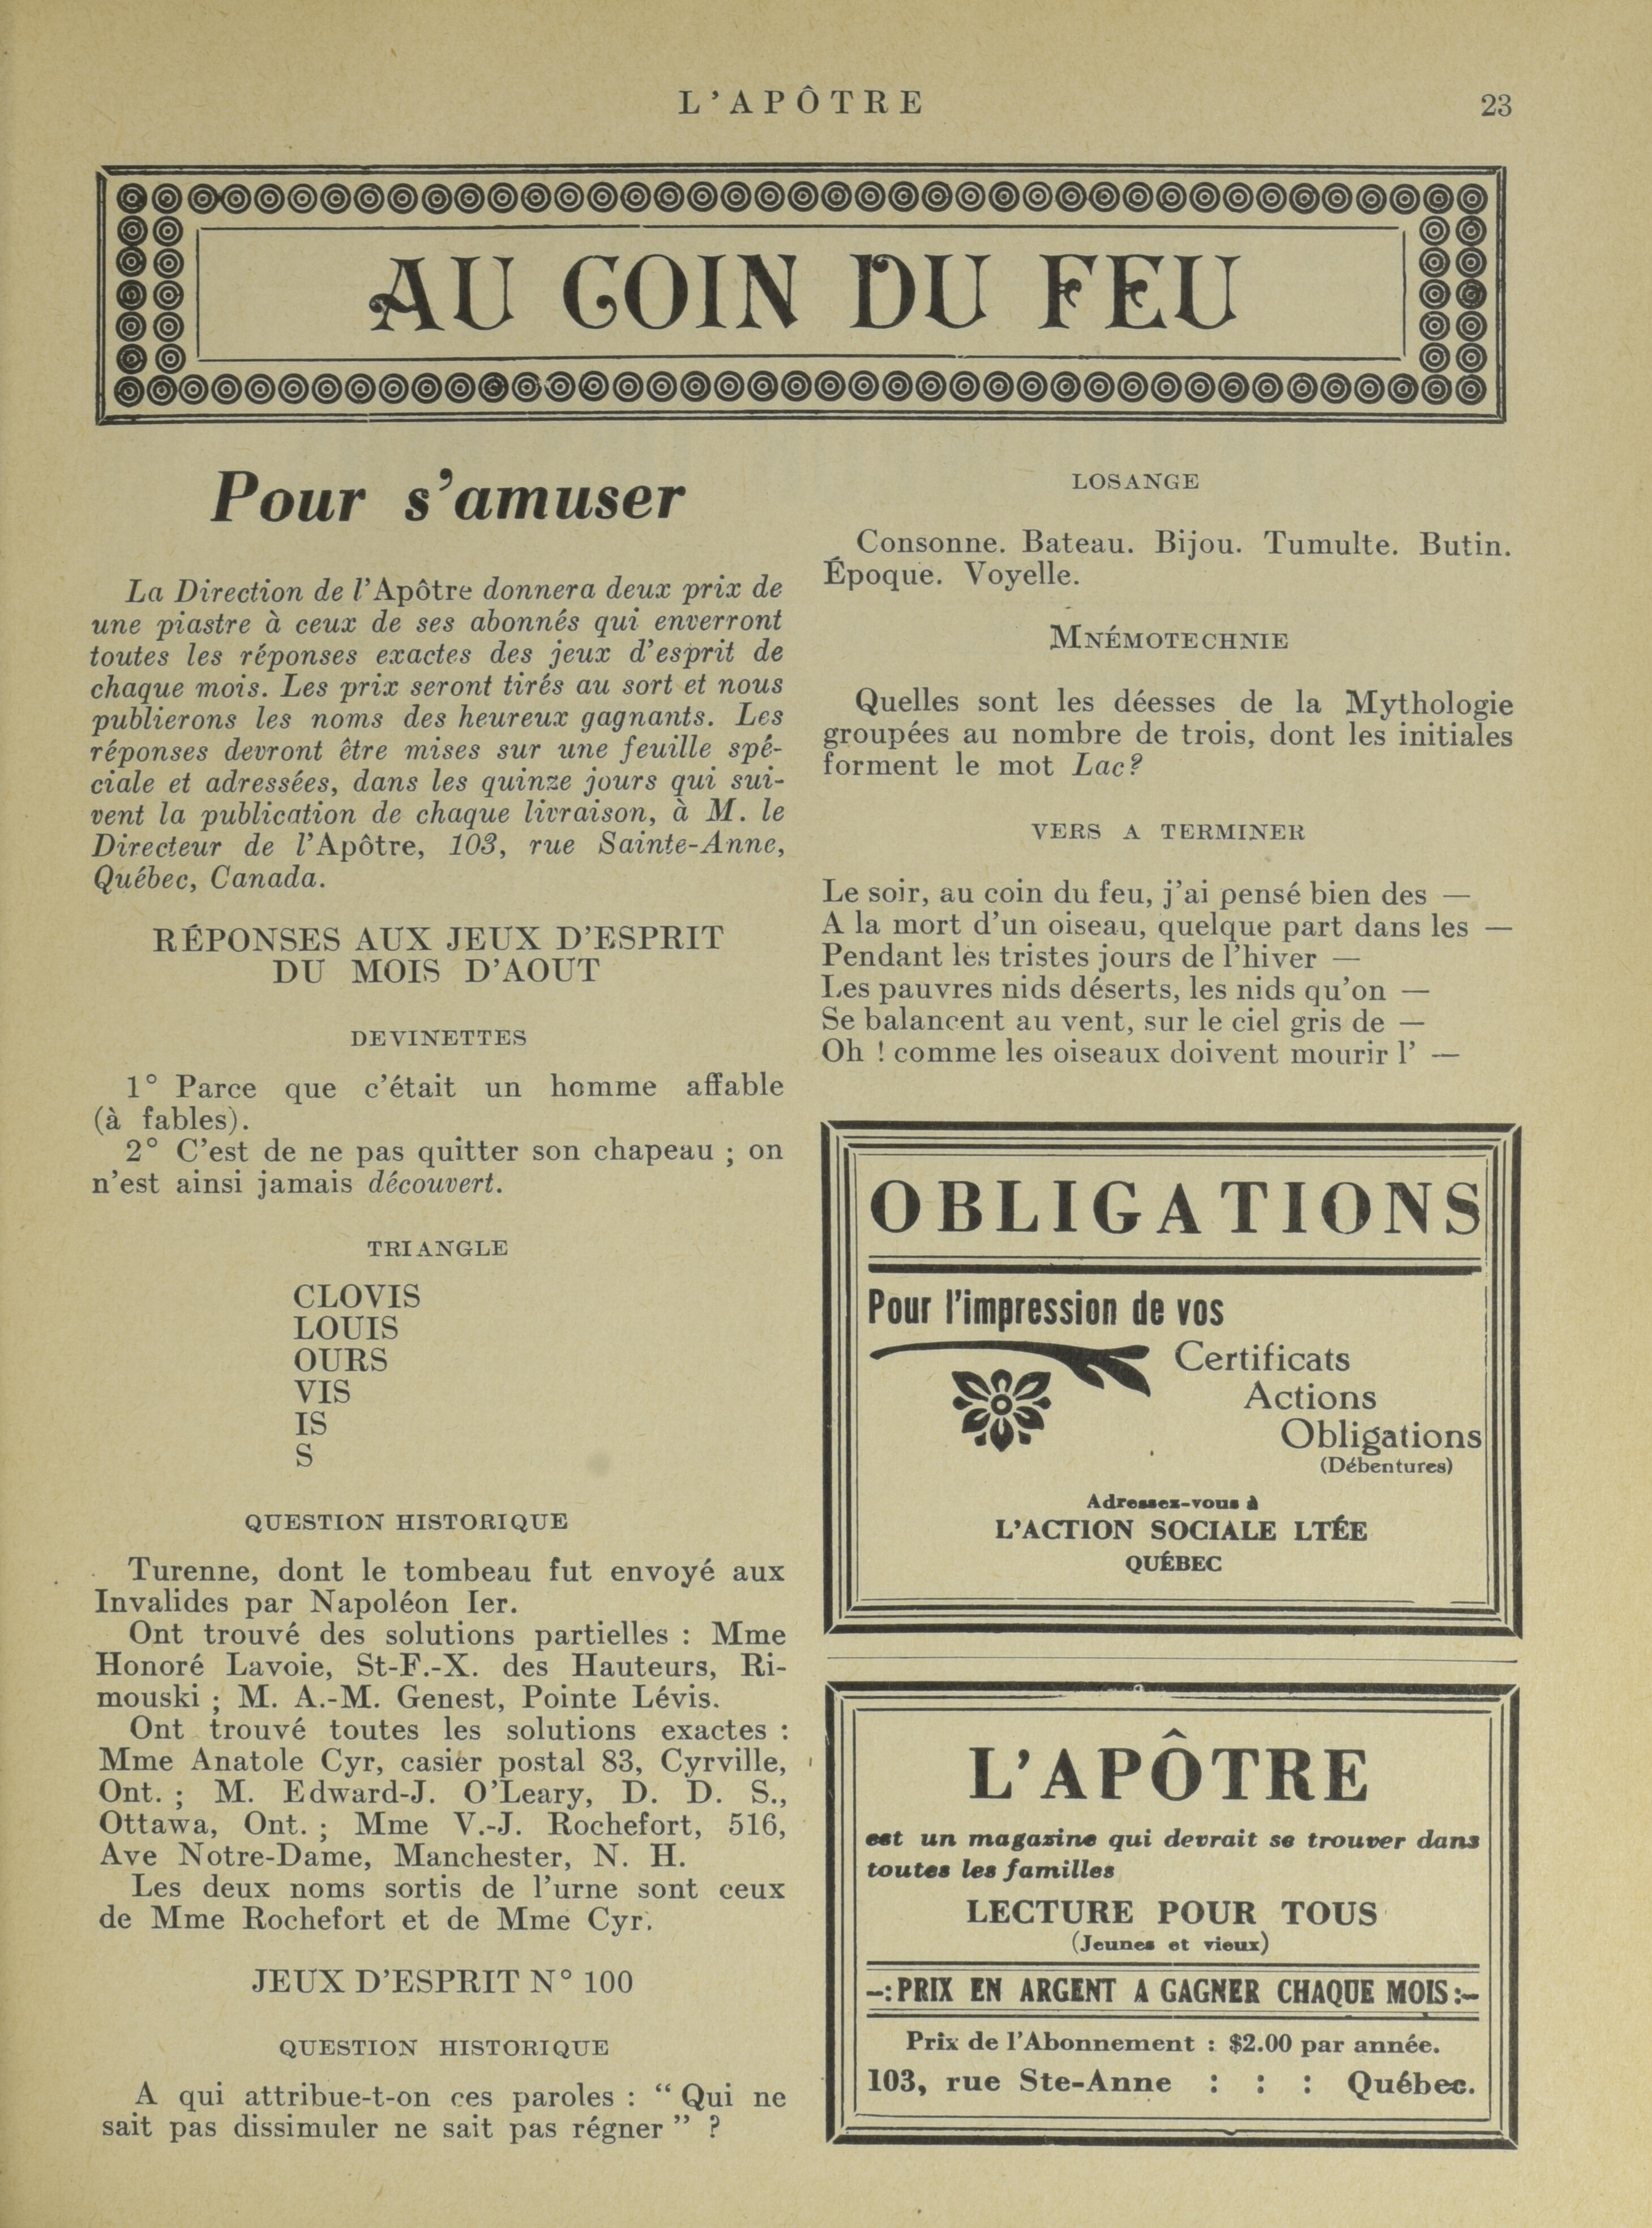 L'APÔTRE
23
AU COIN DU FEU
Pour s'amuser
La Direction de l'Apôtre donnera deux prix de
une piastre à ceux de ses abonnés qui enverront
toutes les réponses exactes des jeux d'esprit de
chaque mois. Les prix seront tirés au sort et nous
publierons les noms des heureux gagnants. Les
réponses devront être mises sur une feuille spé-
ciale et adressées, dans les quinze jours qui sui-
vent la publication de chaque livraison, à M. le
Directeur de l'Apôtre, 103, rue Sainte-Anne,
Québec, Canada.
RÉPONSES AUX JEUX D'ESPRIT
DU MOIS D'AOUT
DEVINETTES
1° Parce que c'était un homme affable
(à fables).
2° C'est de ne pas quitter son chapeau ; on
n'est ainsi jamais découvert.
TRIANGLE
CLOVIS
LOUIS
OURS
VIS
IS
S
QUESTION HISTORIQUE
Turenne, dont le tombeau fut envoyé aux
Invalides par Napoléon Ier.
Ont trouvé des solutions partielles : Mme
Honoré Lavoie, St-F.-X. des Hauteurs, Ri-
mouski ; M. A.-M. Genest, Pointe Lévis.
Ont trouvé toutes les solutions exactes :
Mme Anatole Cyr, casier postal 83, Cyrville,
Ont. ; M. Edward-J. O'Leary, D. D. S.,
Ottawa, Ont. ; Mme V.-J. Rochefort, 516,
Ave Notre-Dame, Manchester, N. H.
Les deux noms sortis de l'urne sont ceux
de Mme Rochefort et de Mme Cyr.
JEUX D'ESPRIT N° 100
QUESTION HISTORIQUE
A qui attribue-t-on ces paroles : “ Qui ne
sait pas dissimuler ne sait pas régner ” ?
LOSANGE
Consonne. Bateau. Bijou. Tumulte. Butin.
Époque. Voyelle.
MNÉMOTECHNIE
Quelles sont les déesses de la Mythologie
groupées au nombre de trois, dont les initiales
forment le mot Lac?
VERS A TERMINER
Le soir, au coin du feu, j'ai pensé bien des —
A la mort d'un oiseau, quelque part dans les —
Pendant les tristes jours de l'hiver —
Les pauvres nids déserts, les nids qu'on —
Se balancent au vent, sur le ciel gris de —
Oh ! comme les oiseaux doivent mourir l' —
OBLIGATIONS
Pour l'impression de vos
Certificats
Actions
Obligations
(Débentures)
Adressez-vous à
L'ACTION SOCIALE LTÉE
QUÉBEC
L'APÔTRE
est un magazine qui devrait se trouver dans
toutes les familles
LECTURE POUR TOUS
(Jeunes et vieux)
-:PRIX EN ARGENT A GAGNER CHAQUE MOIS:-
Prix de l'Abonnement : $2.00 par année.
103, rue Ste-Anne : : : Québec.